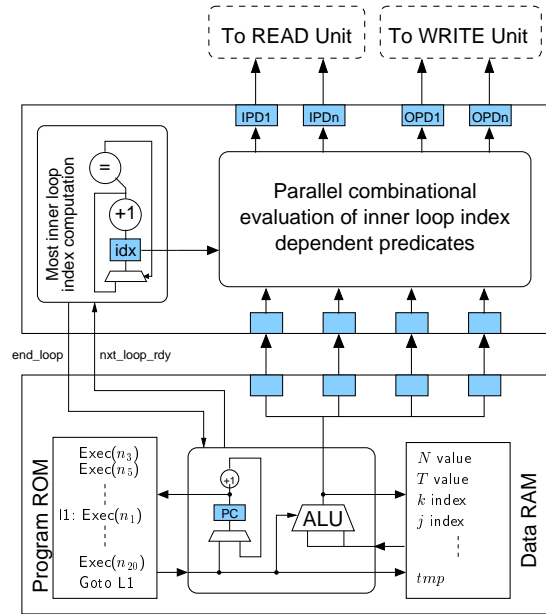 To READ Unit
To WRITE Unit
IPD1
IPDn
OPD1
OPDn
Most inner loop
index computation
=
+1
idx
Parallel combinational
evaluation of inner loop index
dependent predicates
end_loop
nxt_loop_rdy
Program ROM
Exec(n₃)
Exec(n₅)
l1: Exec(n₁)
Exec(n₂₀)
Goto L1
+1
PC
ALU
N value
T value
k index
j index
tmp
Data RAM